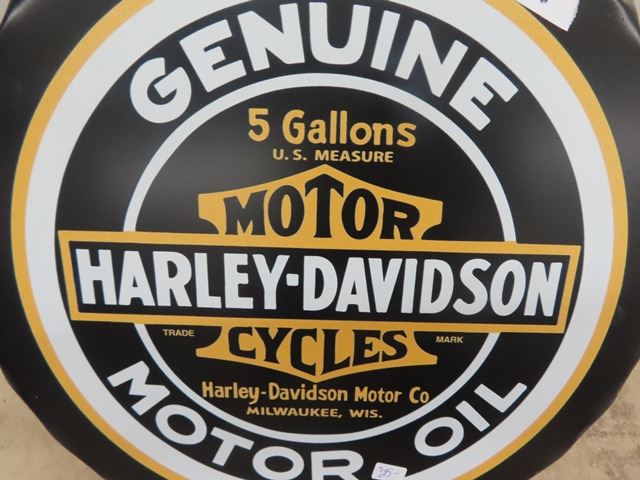 GENUINE
5 Gallons
U.S. MEASURE
MOTOR
HARLEY-DAVIDSON
TRADE MARK
CYCLES
Harley-Davidson Motor Co
MILWAUKEE, WIS.
MOTOR OIL